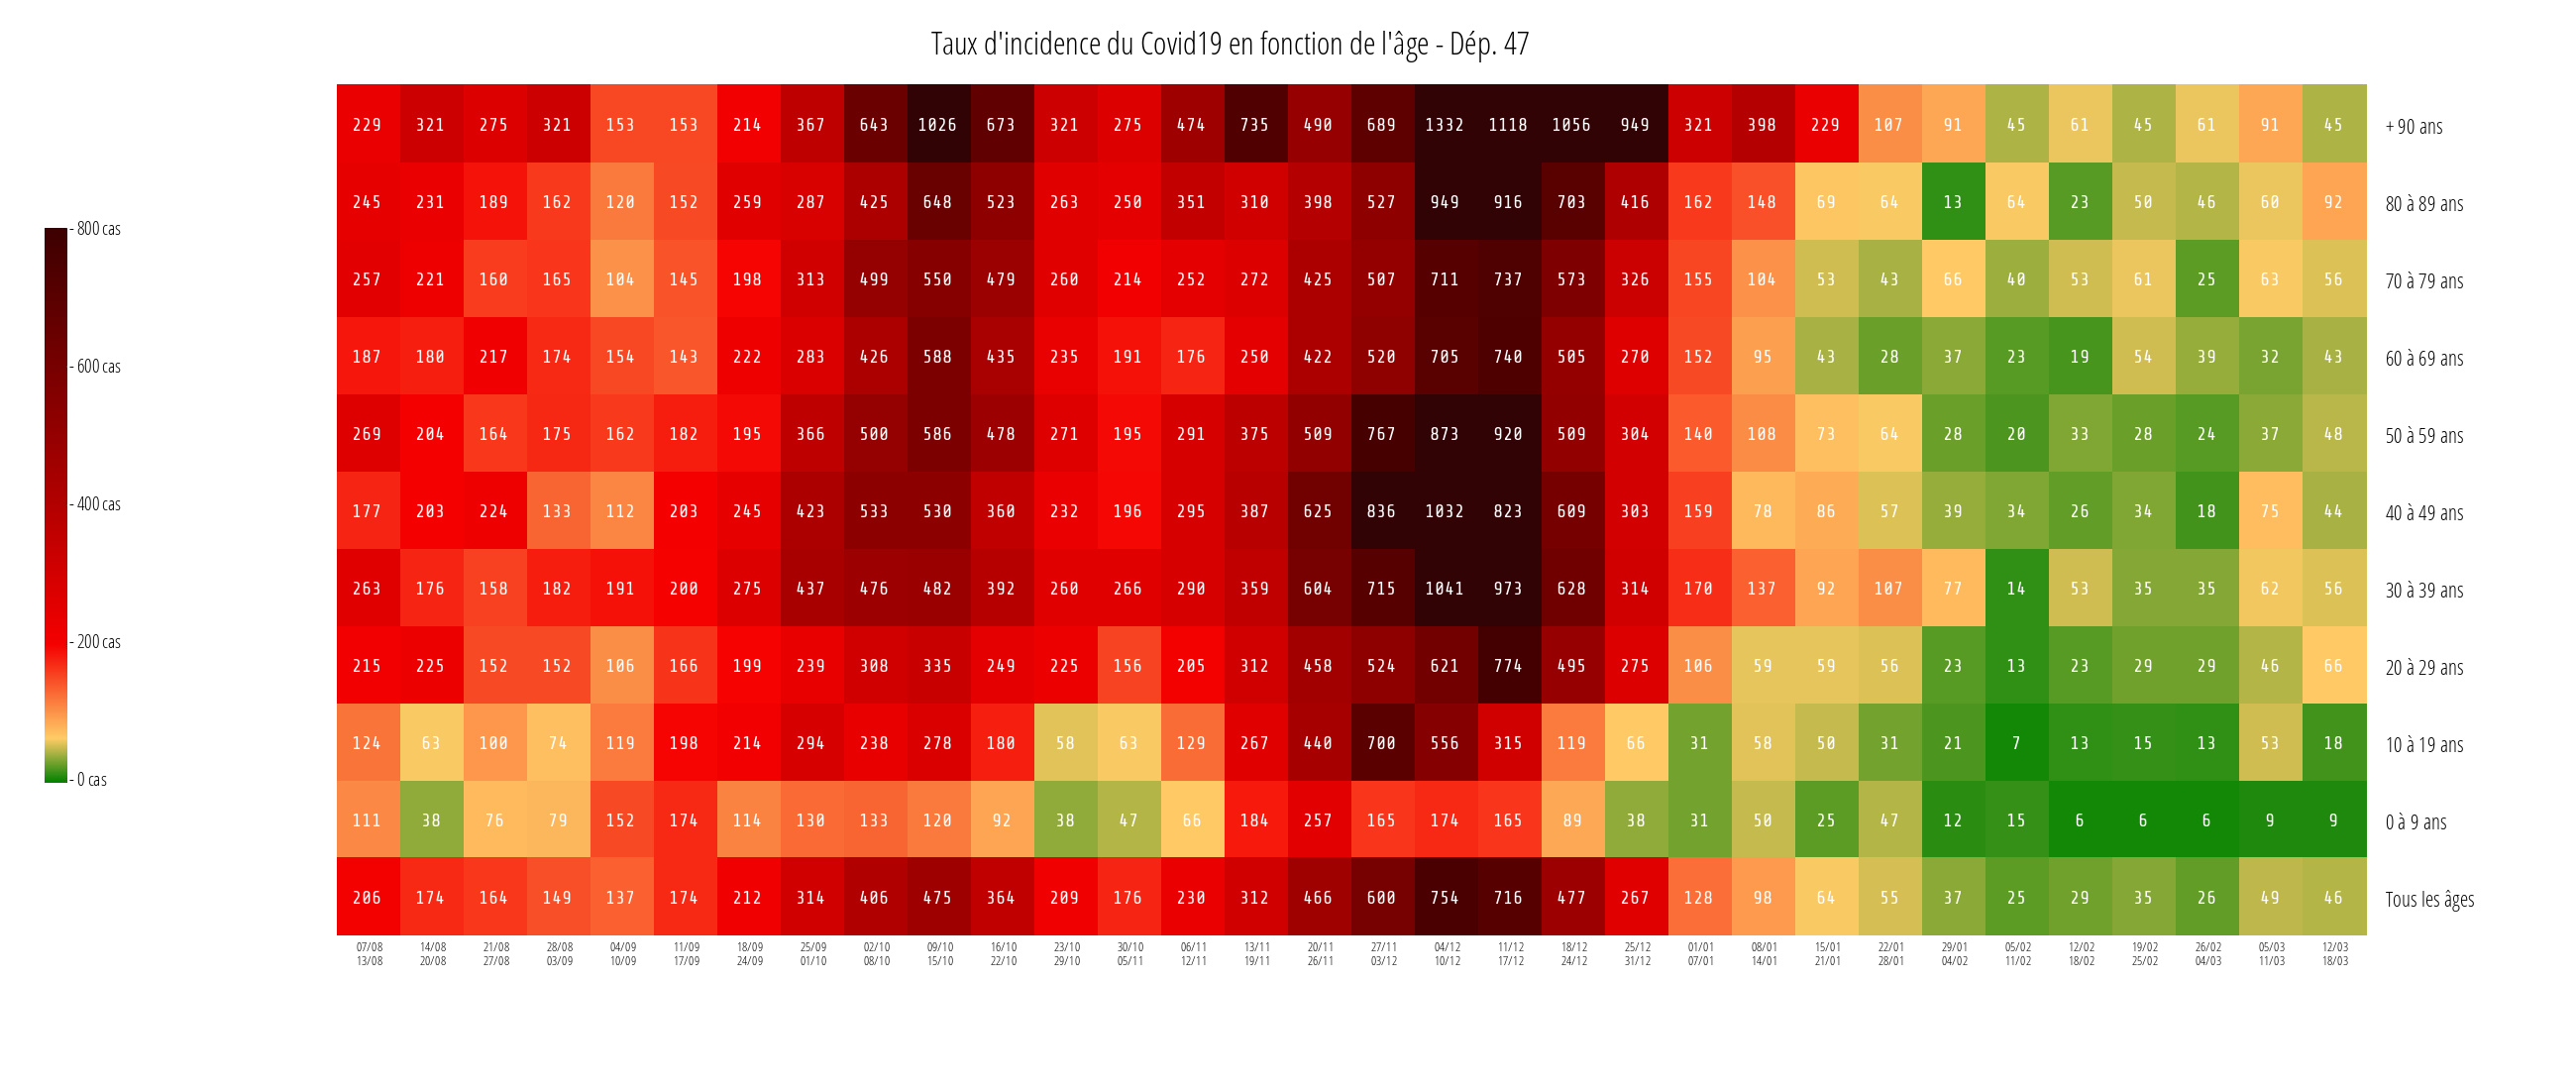 Taux d'incidence du Covid19 en fonction de l'âge - Dép. 47
- 800 cas
- 600 cas
- 400 cas
- 200 cas
- 0 cas
229 321 275 321 153 153 214 367 643 1026 673 321 275 474 735 490 689 1332 1118 1056 949 321 398 229 107 91 45 61 45 61 91 45 + 90 ans
245 231 189 162 120 152 259 287 425 648 523 263 250 351 310 398 527 949 916 703 416 162 148 69 64 13 64 23 50 46 60 92 80 à 89 ans
257 221 160 165 104 145 198 313 499 550 479 260 214 252 272 425 507 711 737 573 326 155 104 53 43 66 40 53 61 25 63 56 70 à 79 ans
187 180 217 174 154 143 222 283 426 588 435 235 191 176 250 422 520 705 740 505 270 152 95 43 28 37 23 19 54 39 32 43 60 à 69 ans
269 204 164 175 162 182 195 366 500 586 478 271 195 291 375 509 767 873 920 509 304 140 108 73 64 28 20 33 28 24 37 48 50 à 59 ans
177 203 224 133 112 203 245 423 533 530 360 232 196 295 387 625 836 1032 823 609 303 159 78 86 57 39 34 26 34 18 75 44 40 à 49 ans
263 176 158 182 191 200 275 437 476 482 392 260 266 290 359 604 715 1041 973 628 314 170 137 92 107 77 14 53 35 35 62 56 30 à 39 ans
215 225 152 152 106 166 199 239 308 335 249 225 156 205 312 458 524 621 774 495 275 106 59 59 56 23 13 23 29 29 46 66 20 à 29 ans
124 63 100 74 119 198 214 294 238 278 180 58 63 129 267 440 700 556 315 119 66 31 58 50 31 21 7 13 15 13 53 18 10 à 19 ans
111 38 76 79 152 174 114 130 133 120 92 38 47 66 184 257 165 174 165 89 38 31 50 25 47 12 15 6 6 6 9 9 0 à 9 ans
206 174 164 149 137 174 212 314 406 475 364 209 176 230 312 466 600 754 716 477 267 128 98 64 55 37 25 29 35 26 49 46 Tous les âges
07/08 14/08 21/08 28/08 04/09 11/09 18/09 25/09 02/10 09/10 16/10 23/10 30/10 06/11 13/11 20/11 27/11 04/12 11/12 18/12 25/12 01/01 08/01 15/01 22/01 29/01 05/02 12/02 19/02 26/02 05/03 12/03
13/08 20/08 27/08 03/09 10/09 17/09 24/09 01/10 08/10 15/10 22/10 29/10 05/11 12/11 19/11 26/11 03/12 10/12 17/12 24/12 31/12 07/01 14/01 21/01 28/01 04/02 11/02 18/02 25/02 04/03 11/03 18/03